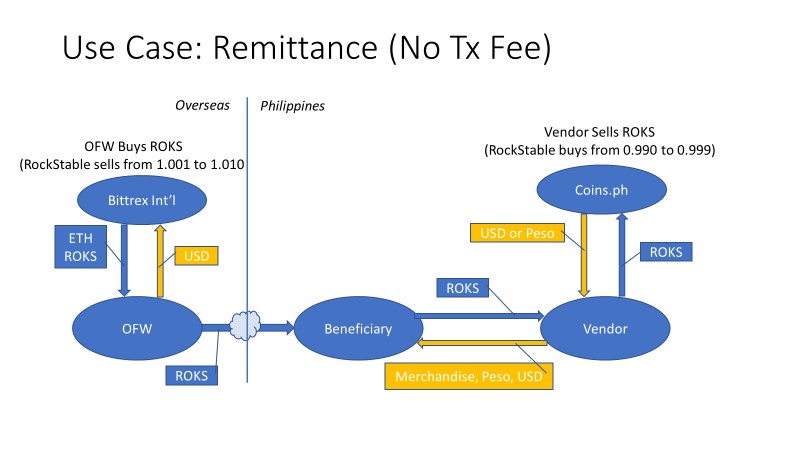 Use Case: Remittance (No Tx Fee)
Overseas
Philippines
OFW Buys ROKS
(RockStable sells from 1.001 to 1.010
Vendor Sells ROKS
(RockStable buys from 0.990 to 0.999)
Bittrex Int'l
Coins.ph
ETH
ROKS
USD
USD or Peso
ROKS
ROKS
OFW
Beneficiary
Vendor
ROKS
Merchandise, Peso, USD